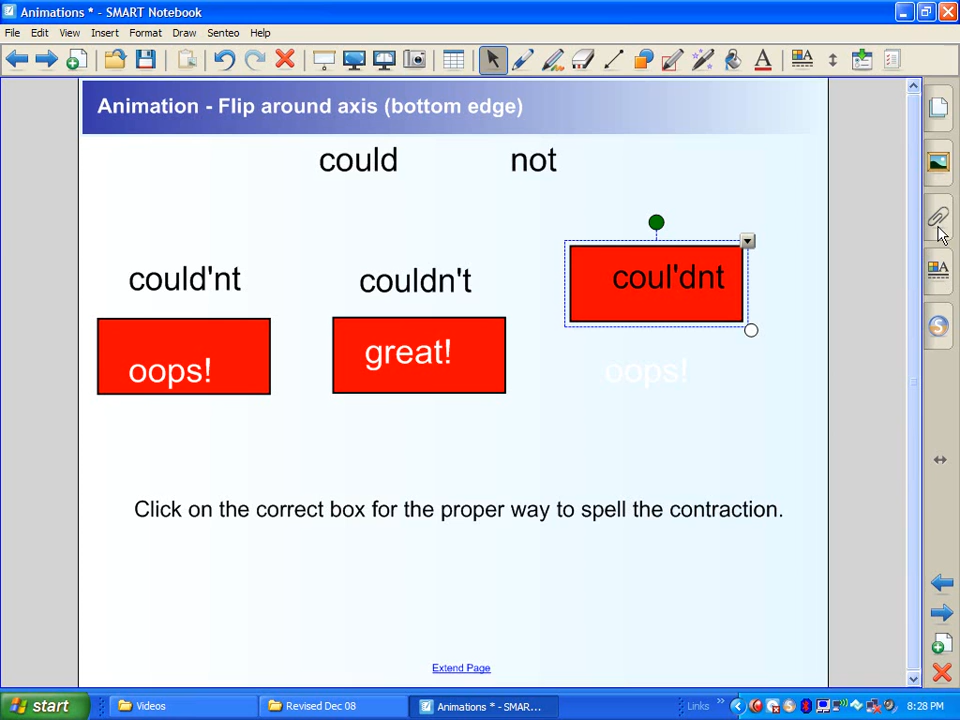 Animations * - SMART Notebook
File Edit View Insert Format Draw Senteo Help
Animation - Flip around axis (bottom edge)
could not
could'nt couldn't coul'dnt
oops! great! oops!
Click on the correct box for the proper way to spell the contraction.
Extend Page
start Videos Revised Dec 08 Animations * - SMAR... Links » 8:28 PM